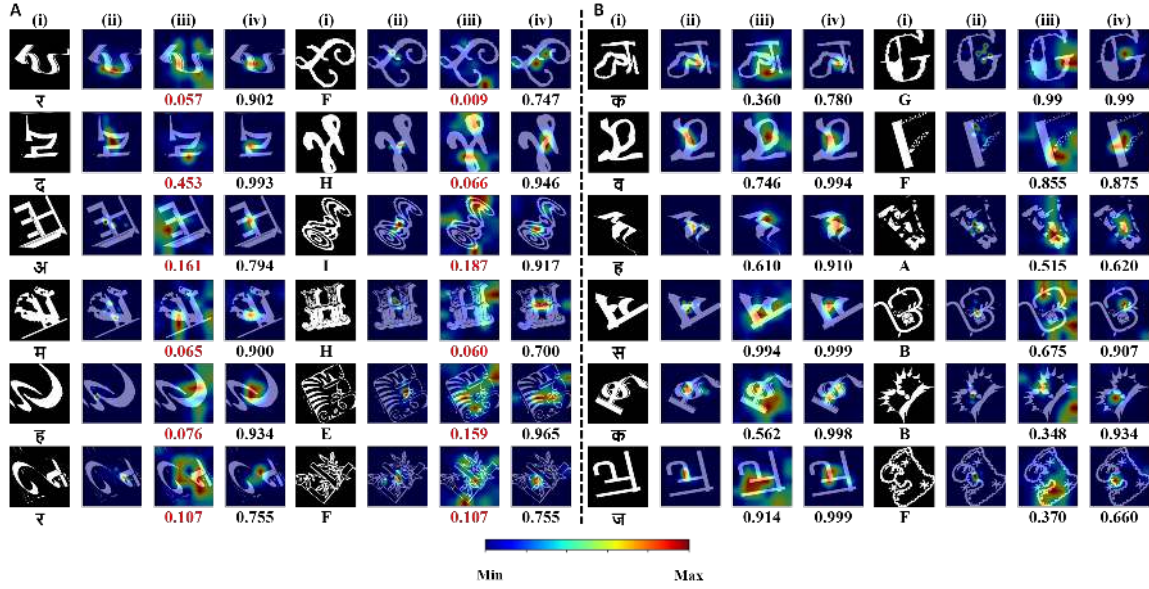 A B
(i) (ii) (iii) (iv) (i) (ii) (iii) (iv) (i) (ii) (iii) (iv) (i) (ii) (iii) (iv)
र 0.057 0.902 F 0.009 0.747 क 0.360 0.780 G 0.99 0.99
द 0.453 0.993 H 0.066 0.946 व 0.746 0.994 F 0.855 0.875
अ 0.161 0.794 I 0.187 0.917 ह 0.610 0.910 A 0.515 0.620
म 0.065 0.900 H 0.060 0.700 स 0.994 0.999 B 0.675 0.907
ह 0.076 0.934 E 0.159 0.965 क 0.562 0.998 B 0.348 0.934
र 0.107 0.755 F 0.107 0.755 ज 0.914 0.999 F 0.370 0.660
Min Max